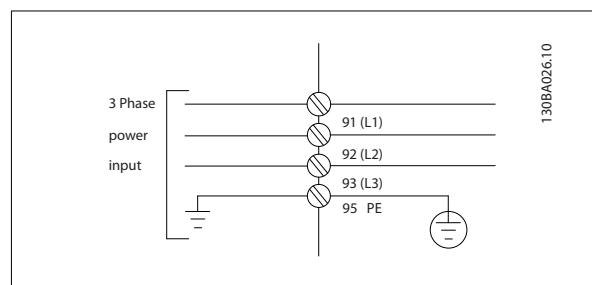 3 Phase
power
input
91 (L1)
92 (L2)
93 (L3)
95 PE
130BA026.10